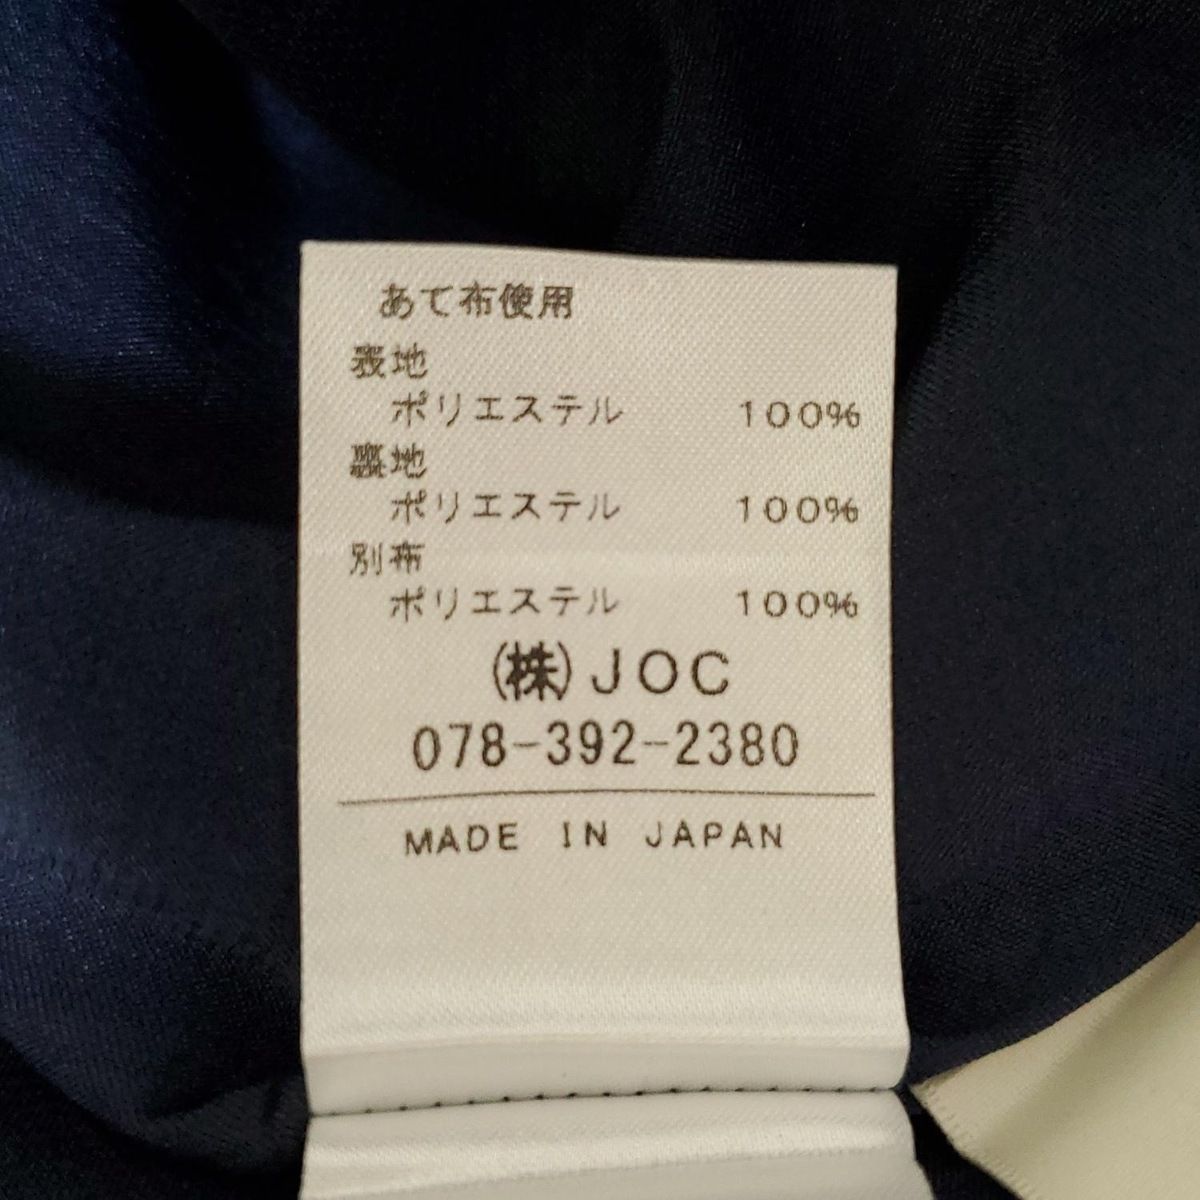 あて布使用
表地
ポリエステル 100%
裏地
ポリエステル 100%
別布
ポリエステル 100%
(株)JOC
078-392-2380
MADE IN JAPAN